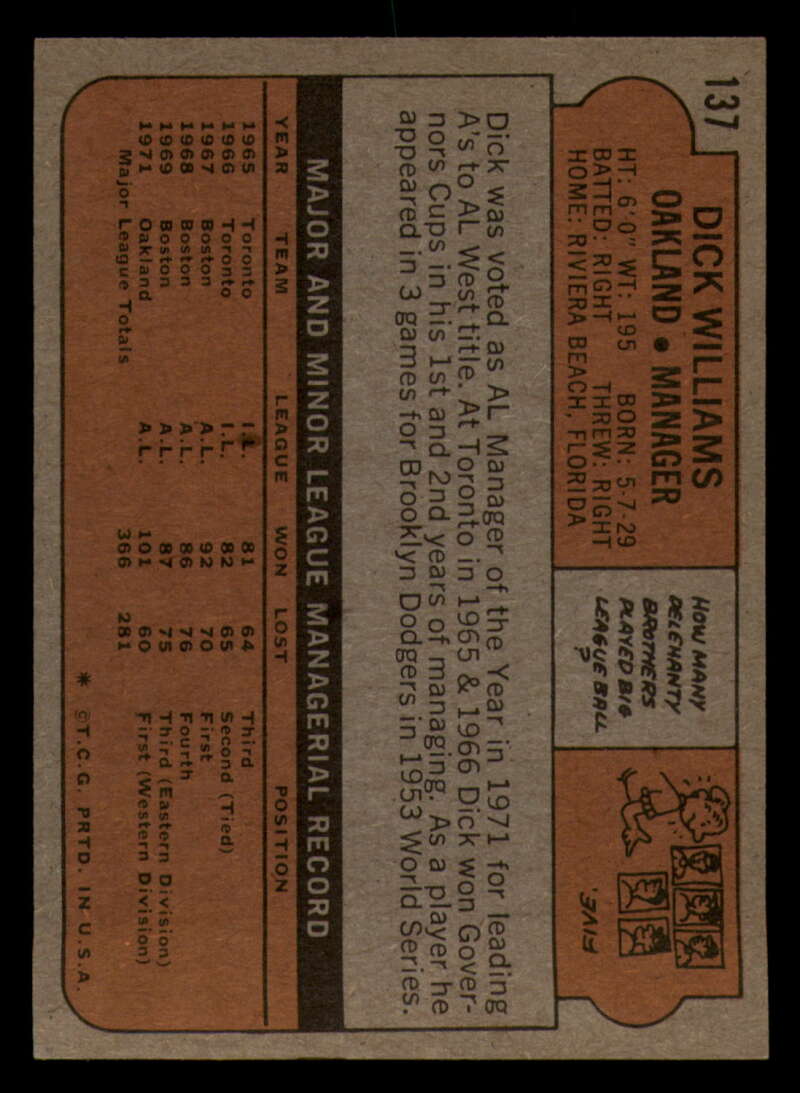 137
DICK WILLIAMS
OAKLAND • MANAGER
HT: 6'0" WT: 195 BORN: 5-7-29
BATTED: RIGHT THREW: RIGHT
HOME: RIVIERA BEACH, FLORIDA
HOW MANY
DELEHANTY
BROTHERS
PLAYED BIG
LEAGUE BALL
?
FIVE.
Dick was voted as AL Manager of the Year in 1971 for leading
A's to AL West title. At Toronto in 1965 & 1966 Dick won Gover-
nors Cups in his 1st and 2nd years of managing. As a player he
appeared in 3 games for Brooklyn Dodgers in 1953 World Series.
MAJOR AND MINOR LEAGUE MANAGERIAL RECORD
YEAR TEAM LEAGUE WON LOST POSITION
1965 Toronto I.L. 81 64 Third
1966 Toronto I.L. 82 65 Second (Tied)
1967 Boston A.L. 92 70 First
1968 Boston A.L. 86 76 Fourth
1969 Boston A.L. 87 75 Third (Eastern Division)
1971 Oakland A.L. 101 60 First (Western Division)
Major League Totals 366 281
* ©T.C.G. PRTD. IN U.S.A.